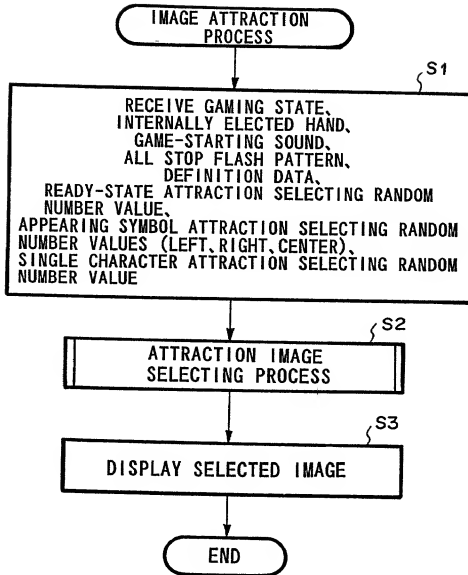 IMAGE ATTRACTION
PROCESS
S1
RECEIVE GAMING STATE、
INTERNALLY ELECTED HAND、
GAME-STARTING SOUND、
ALL STOP FLASH PATTERN、
DEFINITION DATA、
READY-STATE ATTRACTION SELECTING RANDOM
NUMBER VALUE、
APPEARING SYMBOL ATTRACTION SELECTING RANDOM
NUMBER VALUES (LEFT、RIGHT、CENTER)、
SINGLE CHARACTER ATTRACTION SELECTING RANDOM
NUMBER VALUE
S2
ATTRACTION IMAGE
SELECTING PROCESS
S3
DISPLAY SELECTED IMAGE
END